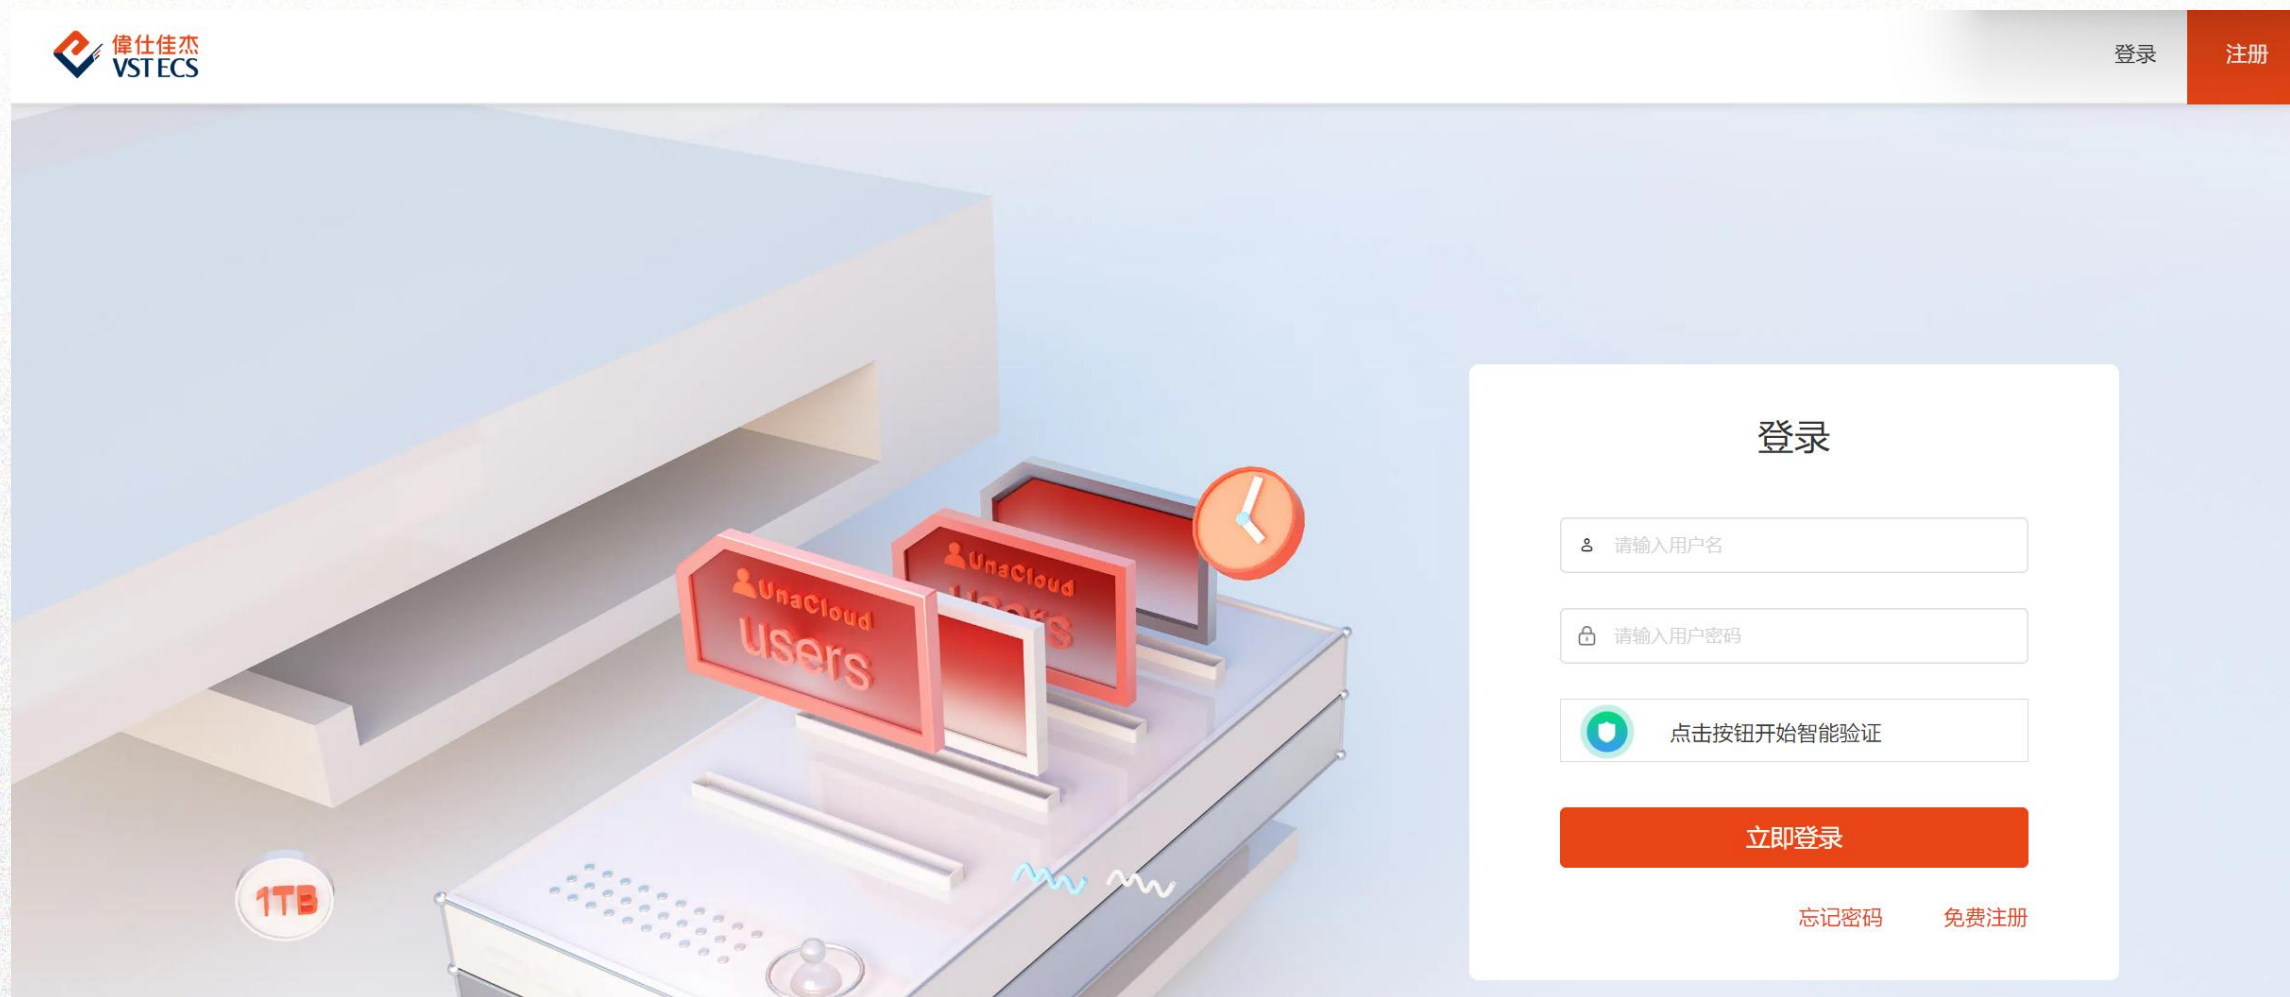 偉仕佳杰
VSTECS
登录
注册
登录
请输入用户名
请输入用户密码
点击按钮开始智能验证
立即登录
忘记密码
免费注册
UnaCloud
users
UnaCloud
users
1TB